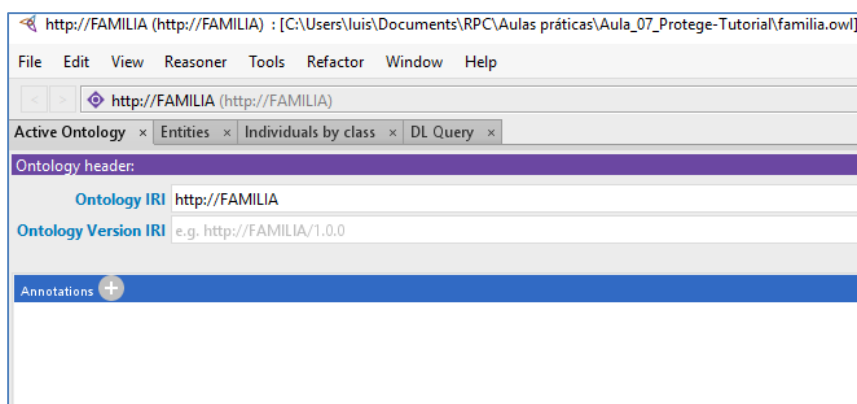 http://FAMILIA (http://FAMILIA) : [C:\Users\luis\Documents\RPC\Aulas práticas\Aula_07_Protege-Tutorial\familia.owl]
File Edit View Reasoner Tools Refactor Window Help
< > http://FAMILIA (http://FAMILIA)
Active Ontology × Entities × Individuals by class × DL Query ×
Ontology header:
Ontology IRI http://FAMILIA
Ontology Version IRI e.g. http://FAMILIA/1.0.0
Annotations +